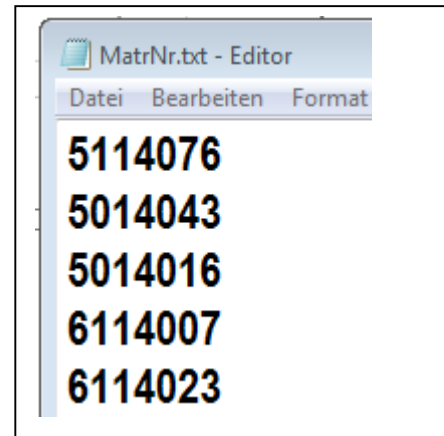 MatrNr.txt - Editor
Datei Bearbeiten Format
5114076
5014043
5014016
6114007
6114023